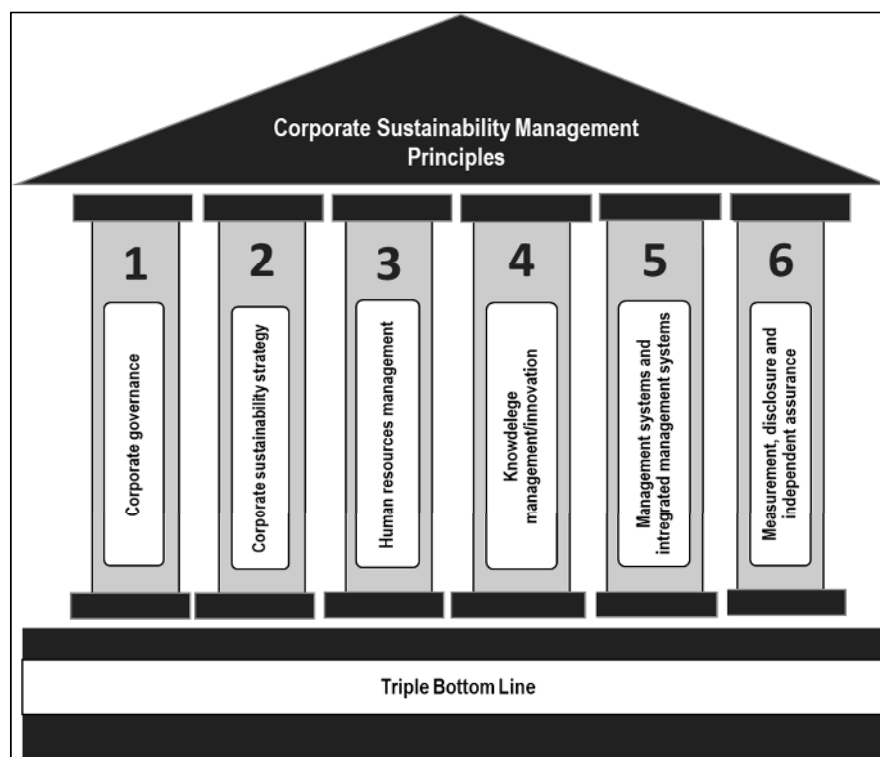 Corporate Sustainability Management
Principles
1
2
3
4
5
6
Corporate governance
Corporate sustainability strategy
Human resources management
Knowdelege
management/innovation
Management systems and
intregrated management systems
Measurement, disclosure and
independent assurance
Triple Bottom Line